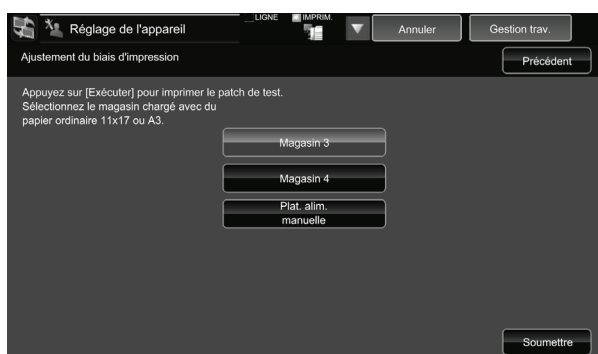 Réglage de l'appareil
LIGNE
IMPRIM.
Annuler
Gestion trav.
Ajustement du biais d'impression
Précédent
Appuyez sur [Exécuter] pour imprimer le patch de test.
Sélectionnez le magasin chargé avec du
papier ordinaire 11x17 ou A3.
Magasin 3
Magasin 4
Plat. alim.
manuelle
Soumettre